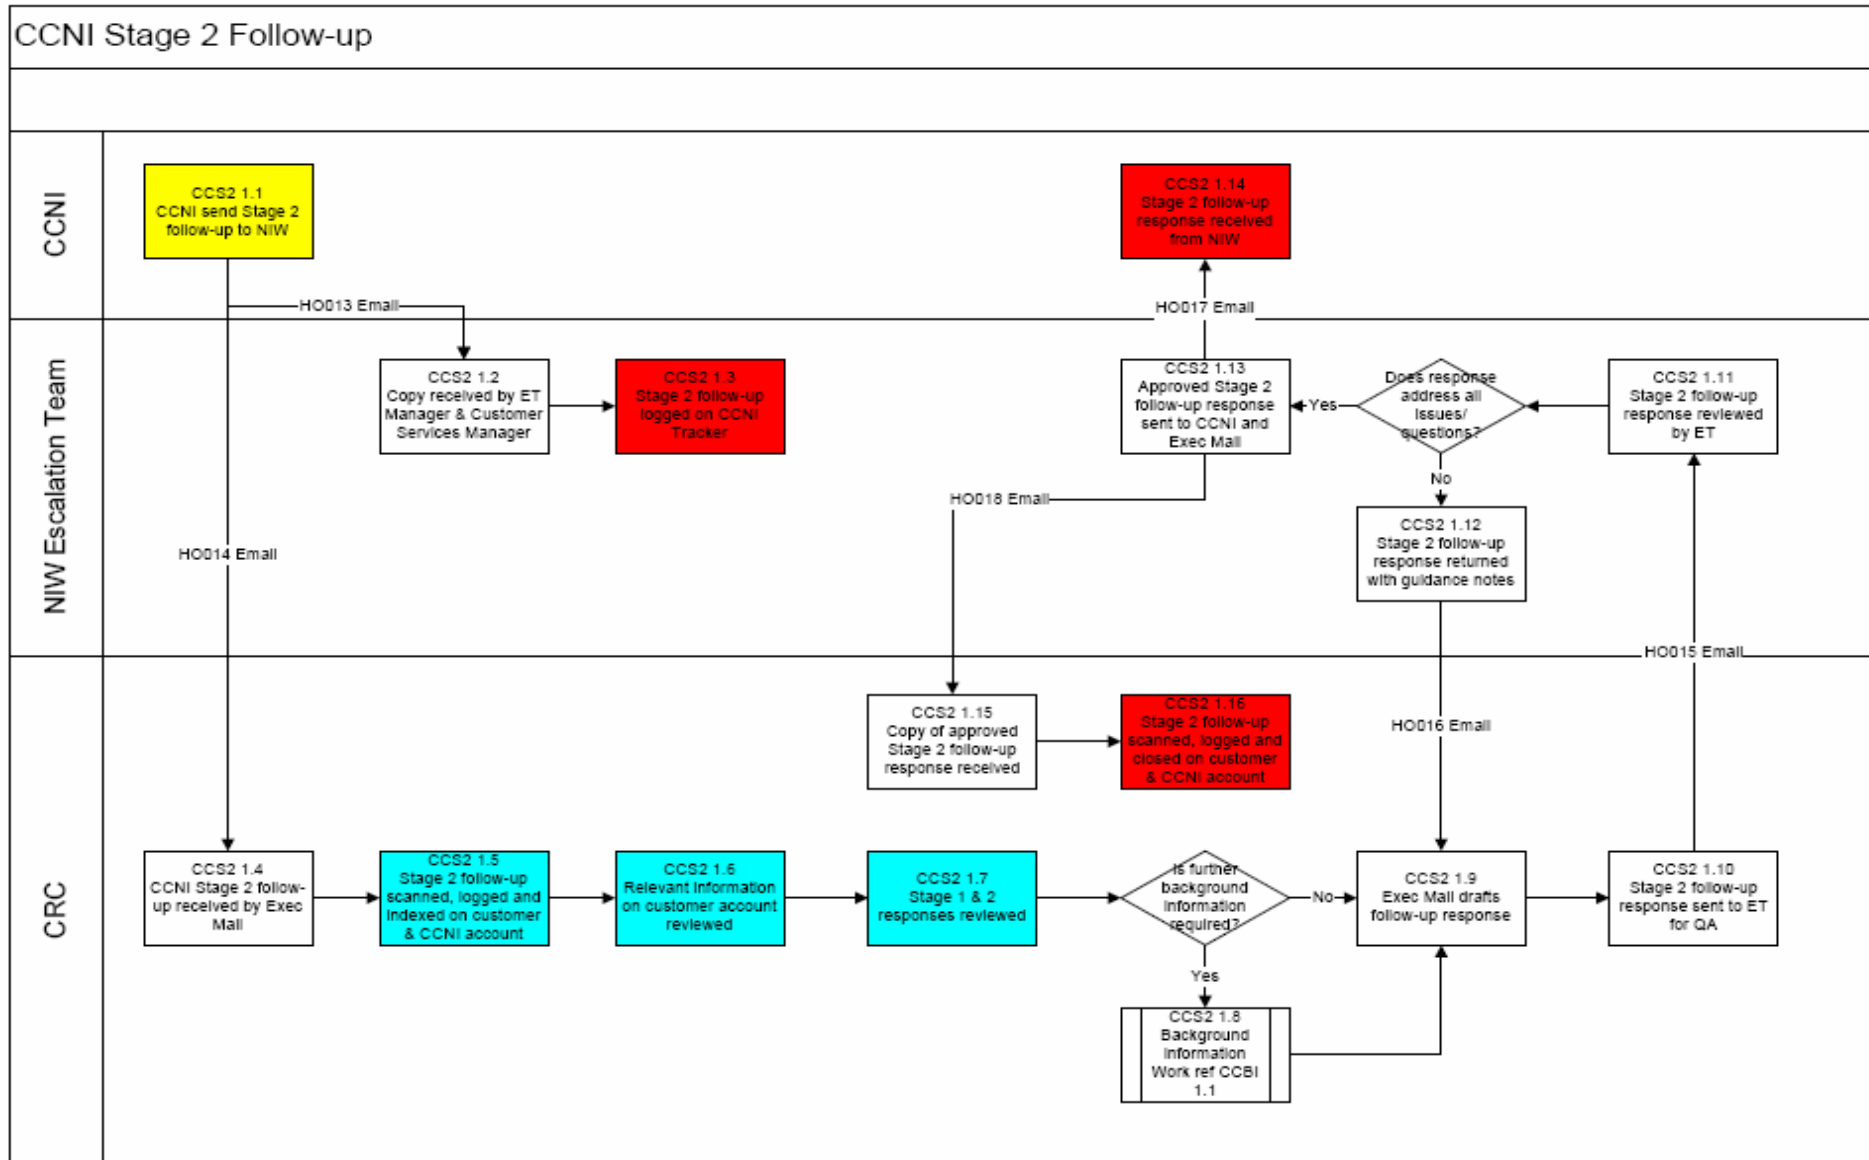 CCNI Stage 2 Follow-up
CCNI
CCS2 1.1
CCNI send Stage 2
follow-up to NIW
CCS2 1.14
Stage 2 follow-up
response received
from NIW
HO013 Email
HO017 Email
NIW Escalation Team
CCS2 1.2
Copy received by ET
Manager & Customer
Services Manager
CCS2 1.3
Stage 2 follow-up
logged on CCNI
Tracker
CCS2 1.13
Approved Stage 2
follow-up response
sent to CCNI and
Exec Mail
Yes
Does response
address all
issues/
questions?
CCS2 1.11
Stage 2 follow-up
response reviewed
by ET
No
HO018 Email
CCS2 1.12
Stage 2 follow-up
response returned
with guidance notes
HO014 Email
HO015 Email
CRC
CCS2 1.15
Copy of approved
Stage 2 follow-up
response received
CCS2 1.16
Stage 2 follow-up
scanned, logged and
closed on customer
& CCNI account
HO016 Email
CCS2 1.4
CCNI Stage 2 follow-
up received by Exec
Mail
CCS2 1.5
Stage 2 follow-up
scanned, logged and
indexed on customer
& CCNI account
CCS2 1.6
Relevant information
on customer account
reviewed
CCS2 1.7
Stage 1 & 2
responses reviewed
Is further
background
information
required?
No
CCS2 1.9
Exec Mail drafts
follow-up response
CCS2 1.10
Stage 2 follow-up
response sent to ET
for QA
Yes
CCS2 1.8
Background
Information
Work ref CCBI
1.1